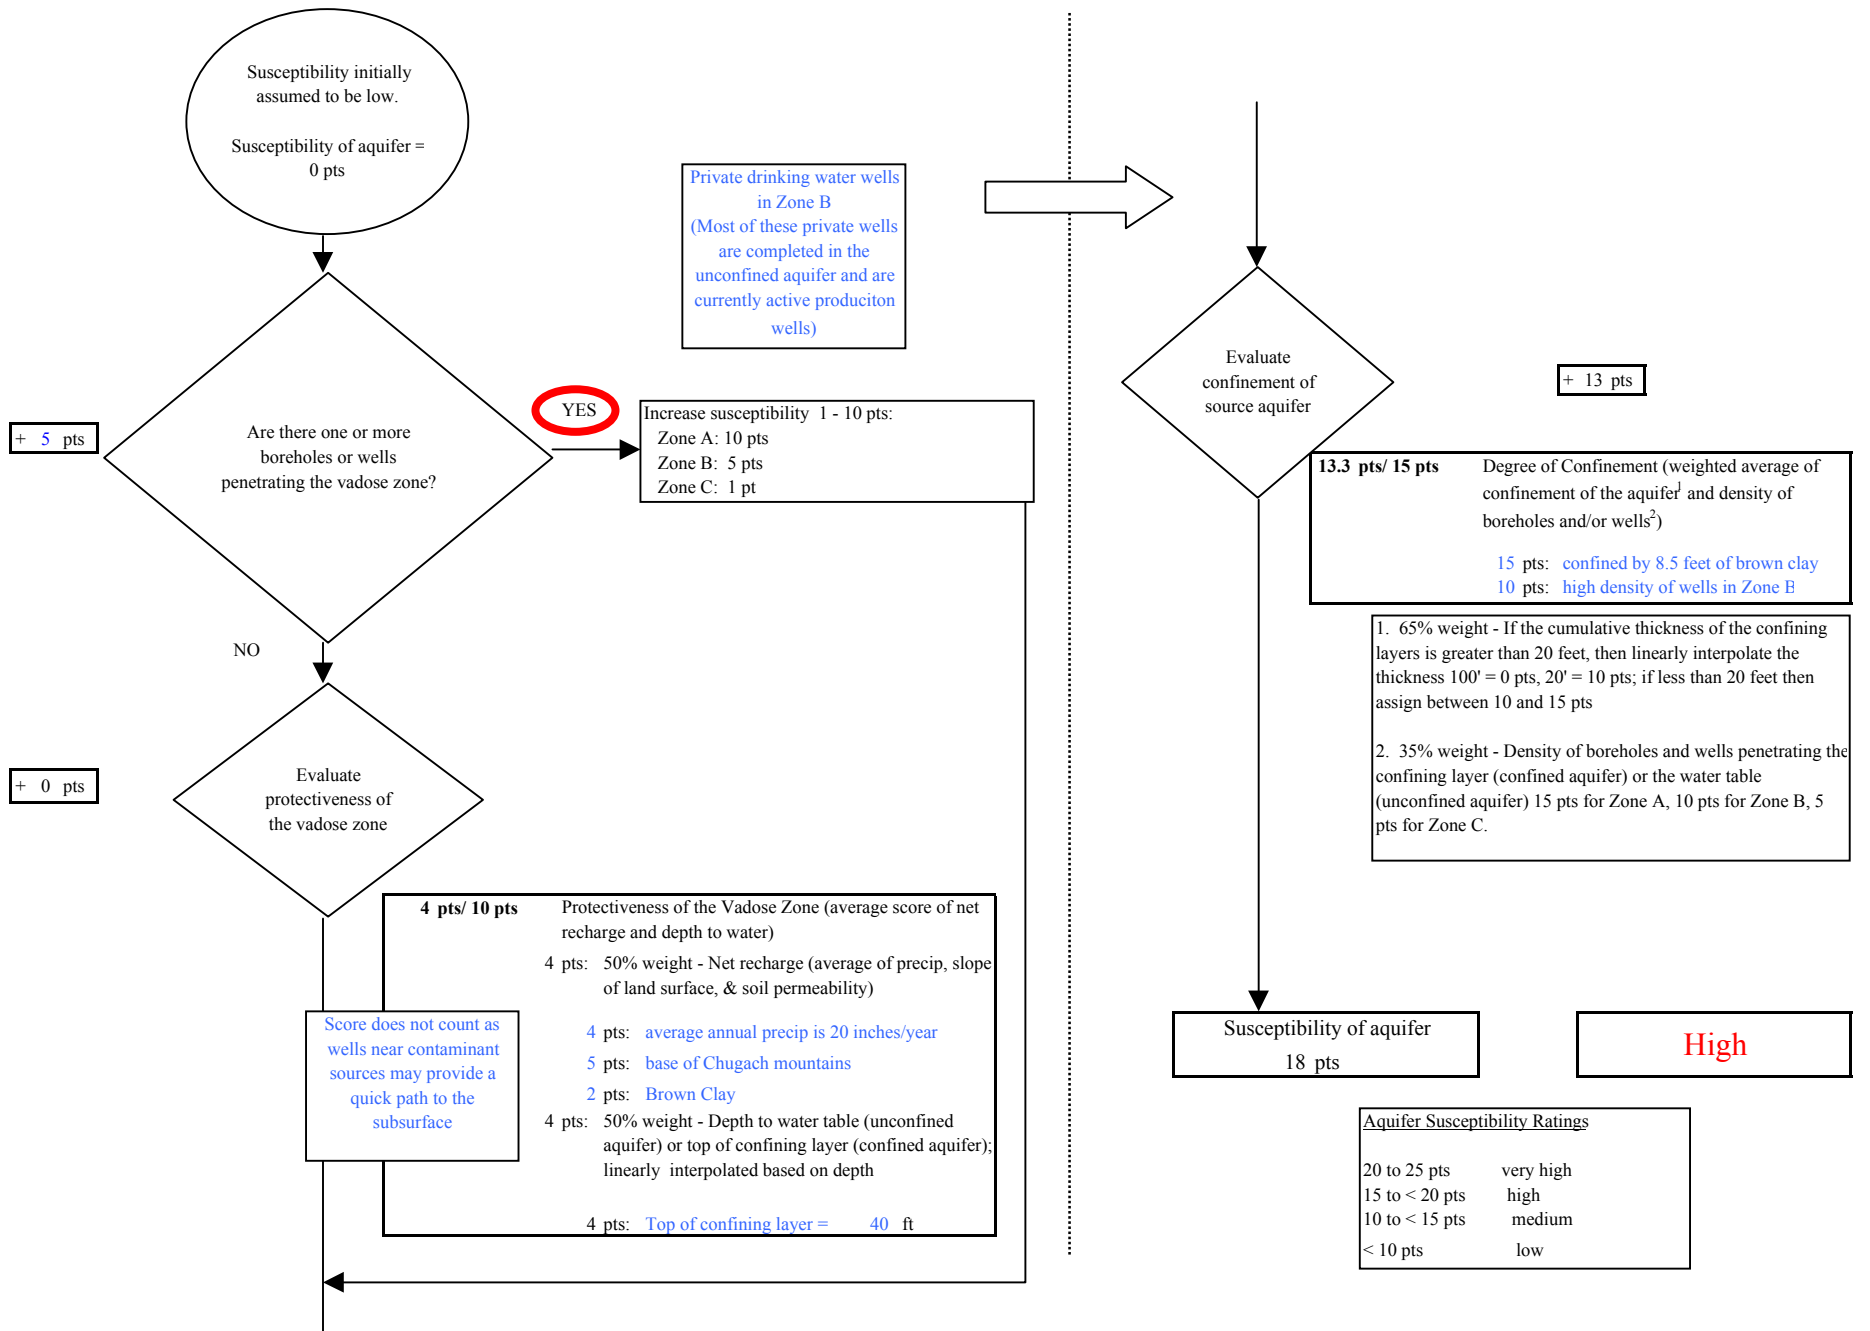 Susceptibility initially
assumed to be low.
Susceptibility of aquifer =
0 pts
Private drinking water wells
in Zone B
(Most of these private wells
are completed in the
unconfined aquifer and are
currently active produciton
wells)
YES
Increase susceptibility 1 - 10 pts:
Zone A: 10 pts
Zone B: 5 pts
Zone C: 1 pt
+ 5 pts
Are there one or more
boreholes or wells
penetrating the vadose zone?
NO
+ 0 pts
Evaluate
protectiveness of
the vadose zone
4 pts/ 10 pts
Protectiveness of the Vadose Zone (average score of net
recharge and depth to water)
4 pts: 50% weight - Net recharge (average of precip, slope
of land surface, & soil permeability)
4 pts: average annual precip is 20 inches/year
5 pts: base of Chugach mountains
2 pts: Brown Clay
4 pts: 50% weight - Depth to water table (unconfined
aquifer) or top of confining layer (confined aquifer);
linearly interpolated based on depth
4 pts: Top of confining layer = 40 ft
Score does not count as
wells near contaminant
sources may provide a
quick path to the
subsurface
Evaluate
confinement of
source aquifer
+ 13 pts
13.3 pts/ 15 pts
Degree of Confinement (weighted average of
confinement of the aquifer1 and density of
boreholes and/or wells2)
15 pts: confined by 8.5 feet of brown clay
10 pts: high density of wells in Zone B
1. 65% weight - If the cumulative thickness of the confining
layers is greater than 20 feet, then linearly interpolate the
thickness 100' = 0 pts, 20' = 10 pts; if less than 20 feet then
assign between 10 and 15 pts
2. 35% weight - Density of boreholes and wells penetrating the
confining layer (confined aquifer) or the water table
(unconfined aquifer) 15 pts for Zone A, 10 pts for Zone B, 5
pts for Zone C.
Susceptibility of aquifer
18 pts
High
Aquifer Susceptibility Ratings
20 to 25 pts very high
15 to < 20 pts high
10 to < 15 pts medium
< 10 pts low